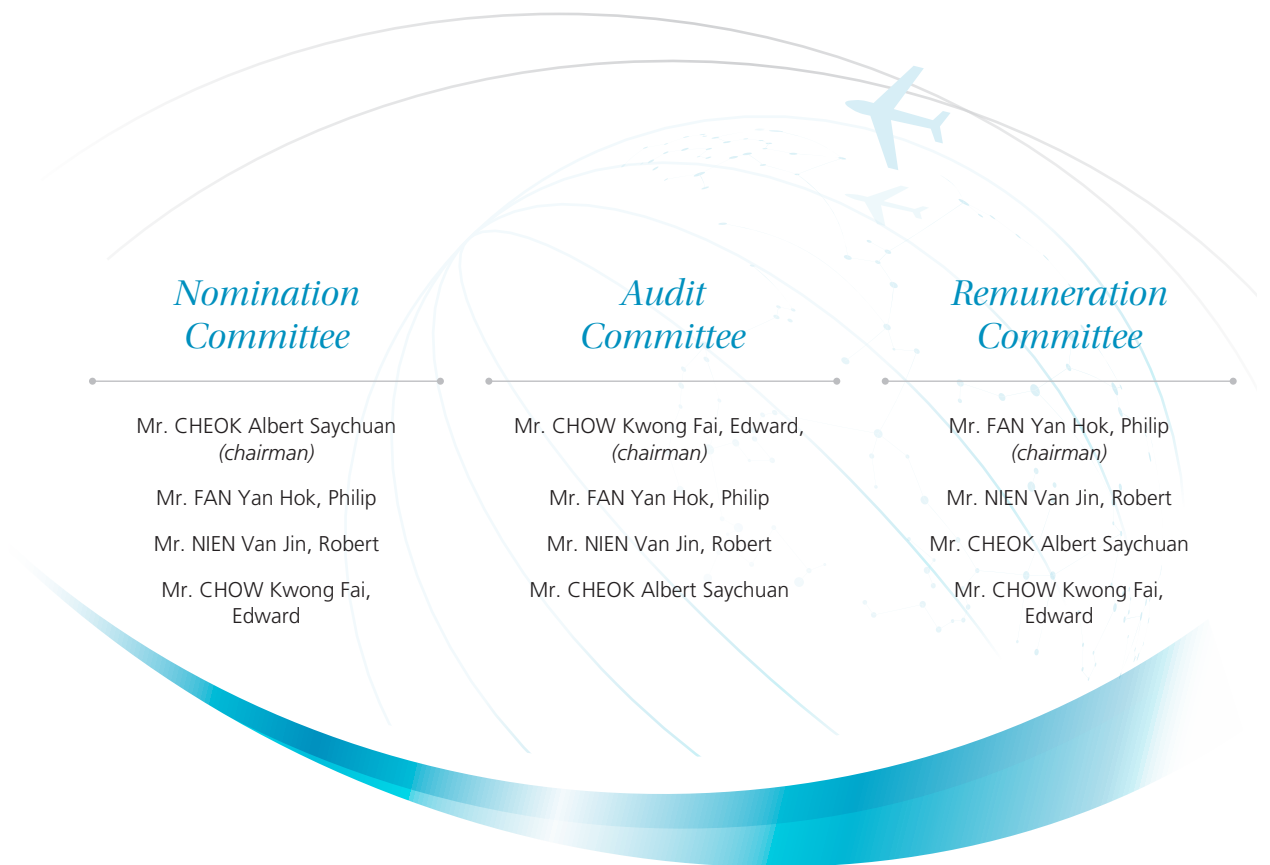 Nomination
Committee
Mr. CHEOK Albert Saychuan
(chairman)
Mr. FAN Yan Hok, Philip
Mr. NIEN Van Jin, Robert
Mr. CHOW Kwong Fai,
Edward
Audit
Committee
Mr. CHOW Kwong Fai, Edward,
(chairman)
Mr. FAN Yan Hok, Philip
Mr. NIEN Van Jin, Robert
Mr. CHEOK Albert Saychuan
Remuneration
Committee
Mr. FAN Yan Hok, Philip
(chairman)
Mr. NIEN Van Jin, Robert
Mr. CHEOK Albert Saychuan
Mr. CHOW Kwong Fai,
Edward